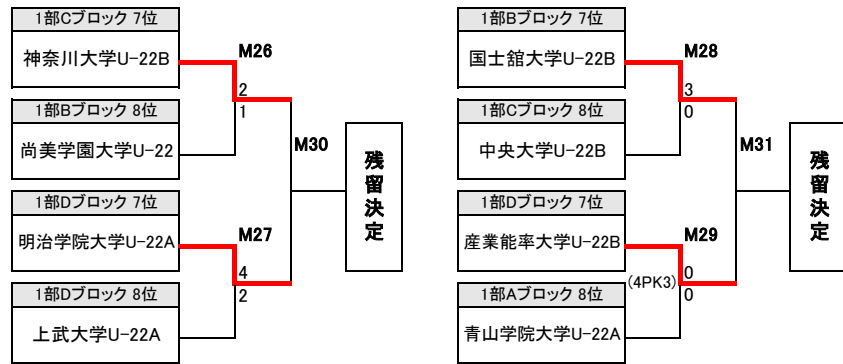 1部Cブロック 7位
神奈川大学U-22B
M26
2
1
1部Bブロック 8位
尚美学園大学U-22
M30
残留決定
1部Dブロック 7位
明治学院大学U-22A
M27
4
2
1部Dブロック 8位
上武大学U-22A
1部Bブロック 7位
国士舘大学U-22B
M28
3
0
1部Cブロック 8位
中央大学U-22B
M31
残留決定
1部Dブロック 7位
産業能率大学U-22B
M29
(4PK3)
0
0
1部Aブロック 8位
青山学院大学U-22A